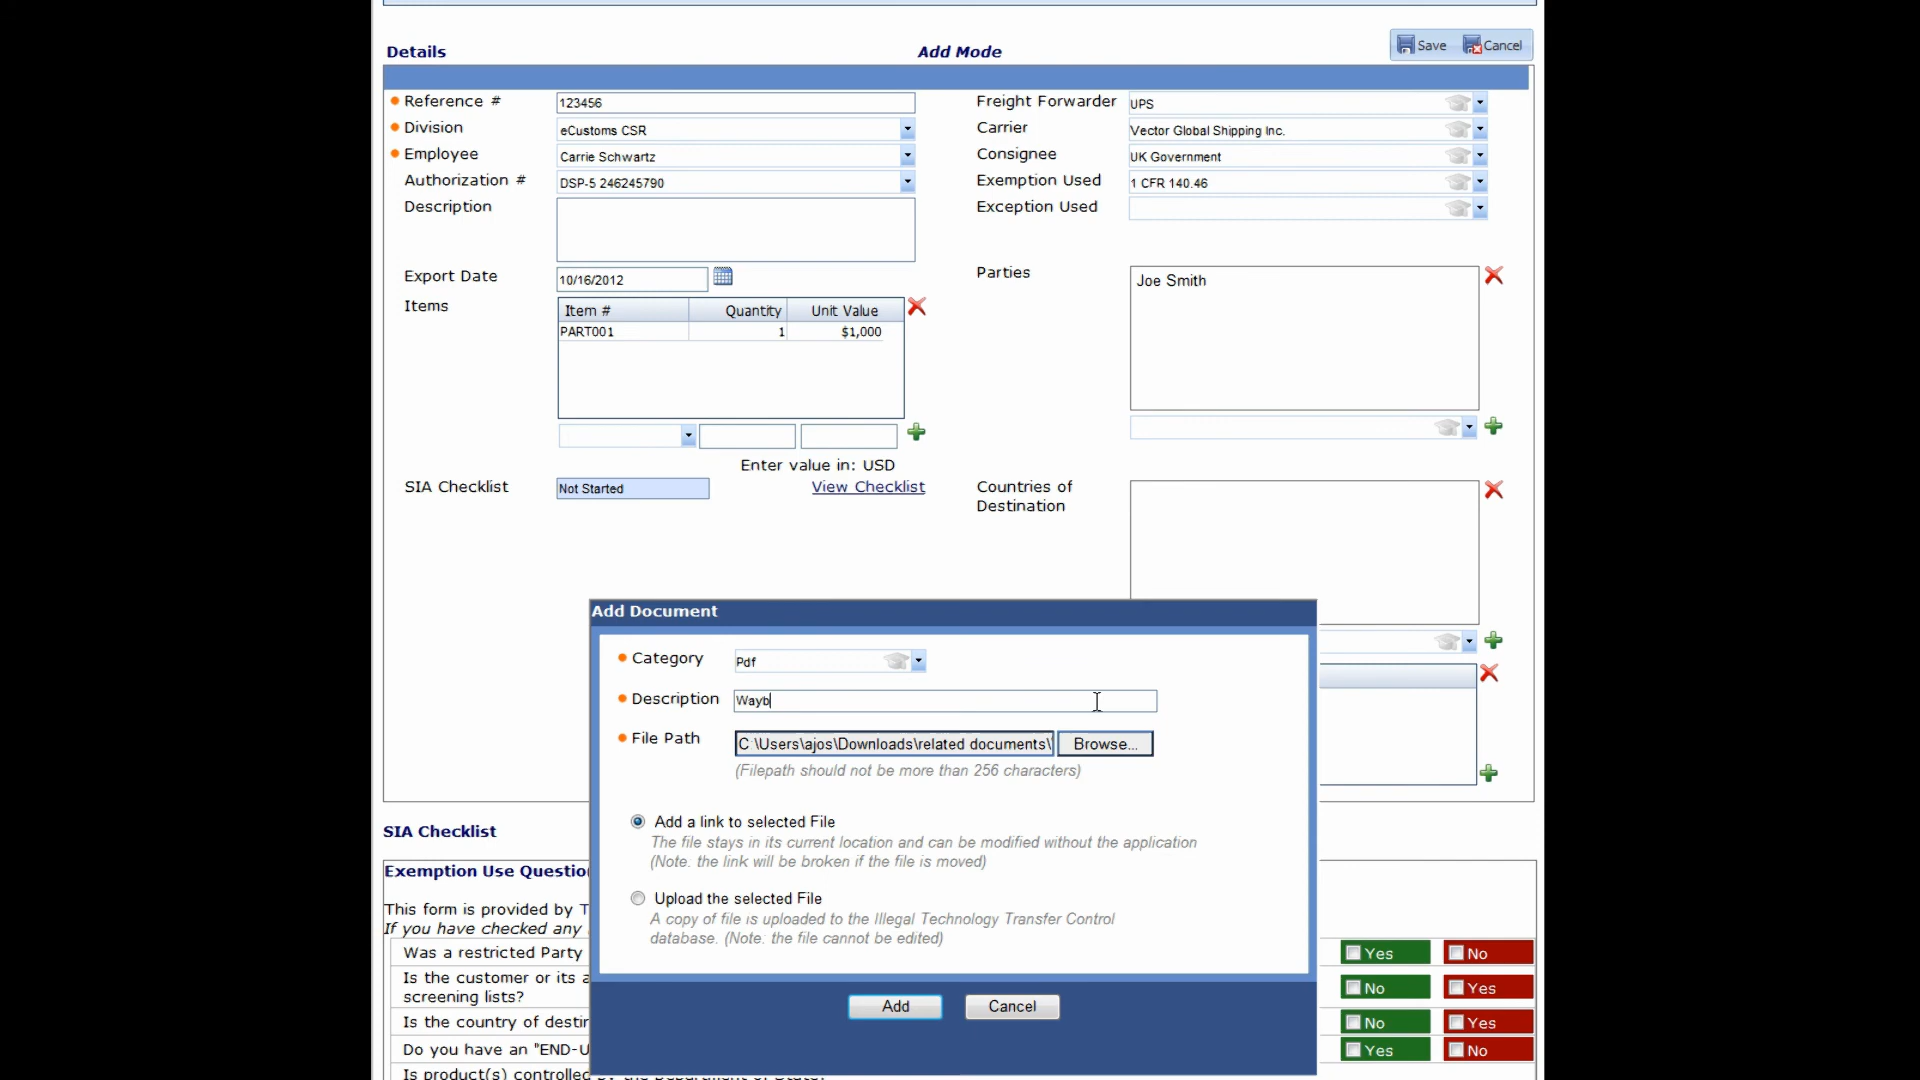 Details
Add Mode
Save
Cancel
Reference #
123456
Division
eCustoms CSR
Employee
Carrie Schwartz
Authorization #
DSP-5 246245790
Description
Export Date
10/16/2012
Items
Item # Quantity Unit Value
PART001 1 $1,000
Enter value in: USD
SIA Checklist
Not Started
View Checklist
Freight Forwarder
UPS
Carrier
Vector Global Shipping Inc.
Consignee
UK Government
Exemption Used
1 CFR 140.46
Exception Used
Parties
Joe Smith
Countries of
Destination
Add Document
Category
Pdf
Description
Wayb
File Path
C \Users\ajos\Downloads\related documents\
Browse...
(Filepath should not be more than 256 characters)
Add a link to selected File
The file stays in its current location and can be modified without the application
(Note. the link will be broken if the file is moved)
Upload the selected File
A copy of file is uploaded to the Illegal Technology Transfer Control
database. (Note: the file cannot be edited)
Add
Cancel
SIA Checklist
Exemption Use Questio
This form is provided by T
If you have checked any
Was a restricted Party
Yes No
Is the customer or its a
screening lists?
No Yes
Is the country of destin
No Yes
Do you have an "END-U
Yes No
Is product(s) controlled by the Department of State?